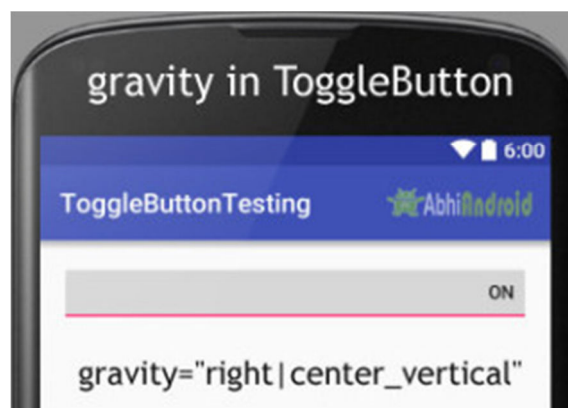 gravity in ToggleButton
6:00
ToggleButtonTesting
AbhiAndroid
ON
gravity="right|center_vertical"